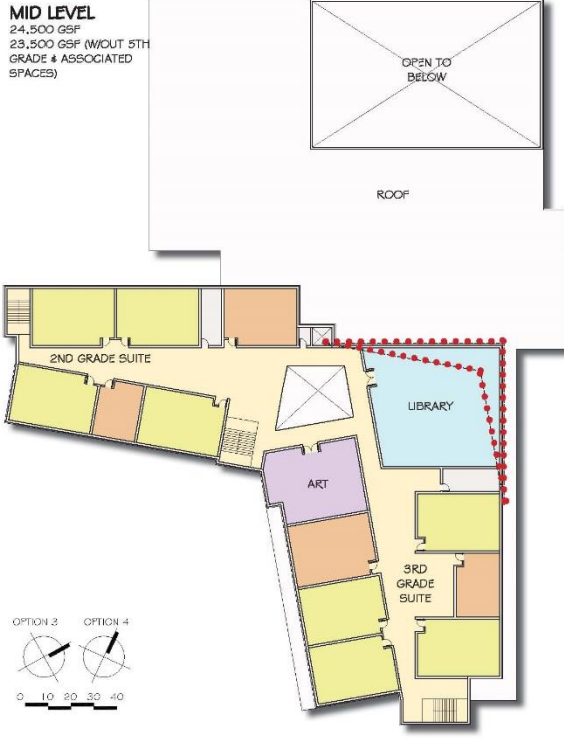 MID LEVEL
24,500 GSF
23,500 GSF (W/OUT 5TH
GRADE & ASSOCIATED
SPACES)
OPEN TO
BELOW
ROOF
2ND GRADE SUITE
LIBRARY
ART
3RD
GRADE
SUITE
OPTION 3 OPTION 4
0 10 20 30 40